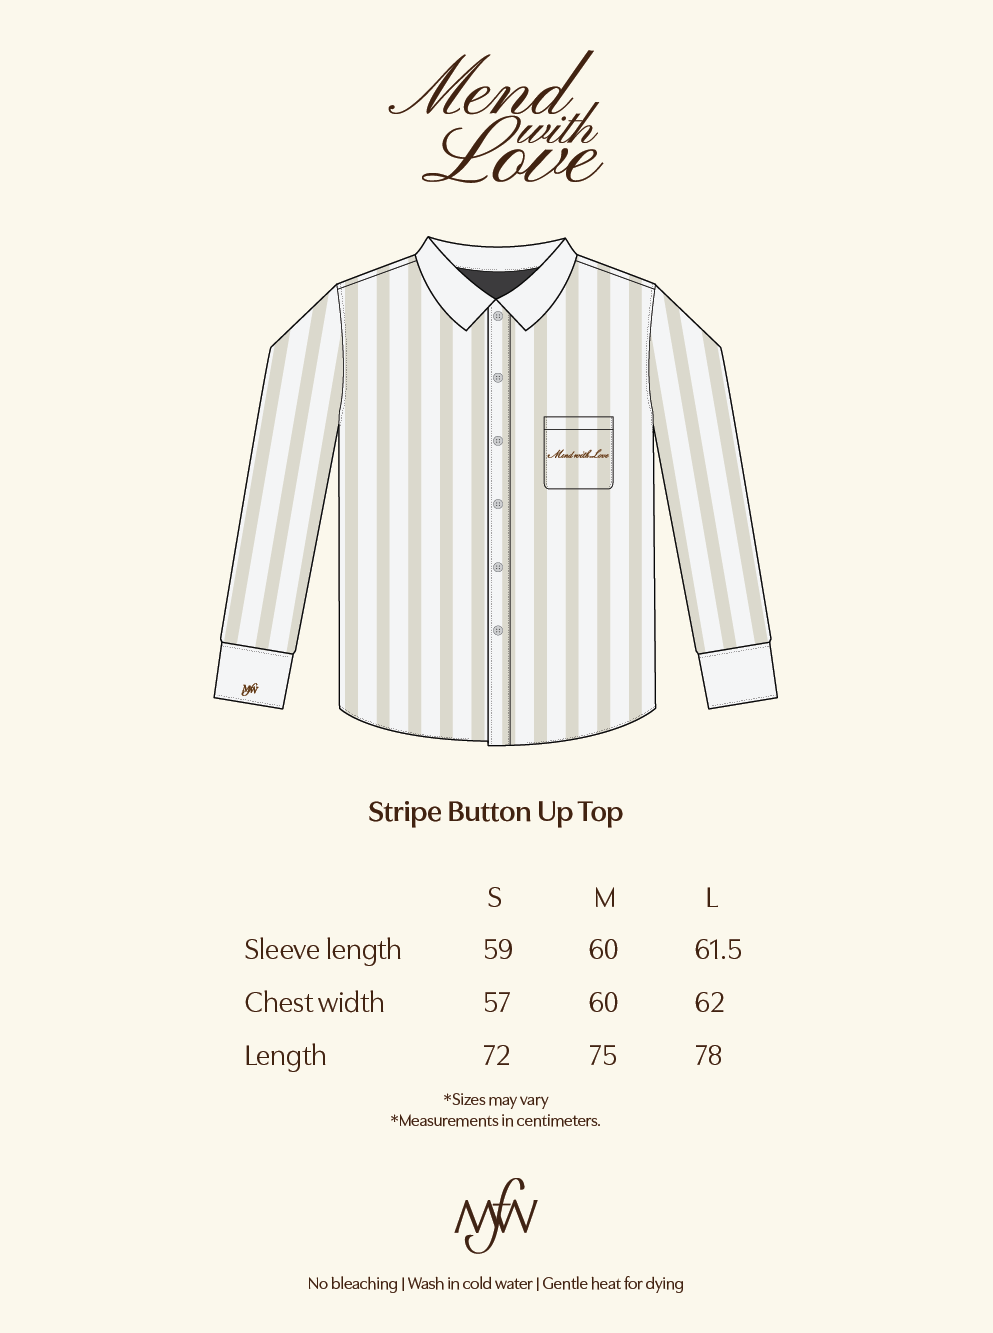 Mend
with
Love
Mend with Love
MfW
Stripe Button Up Top
S M L
Sleeve length 59 60 61.5
Chest width 57 60 62
Length 72 75 78
*Sizes may vary
*Measurements in centimeters.
MfW
No bleaching | Wash in cold water | Gentle heat for dying